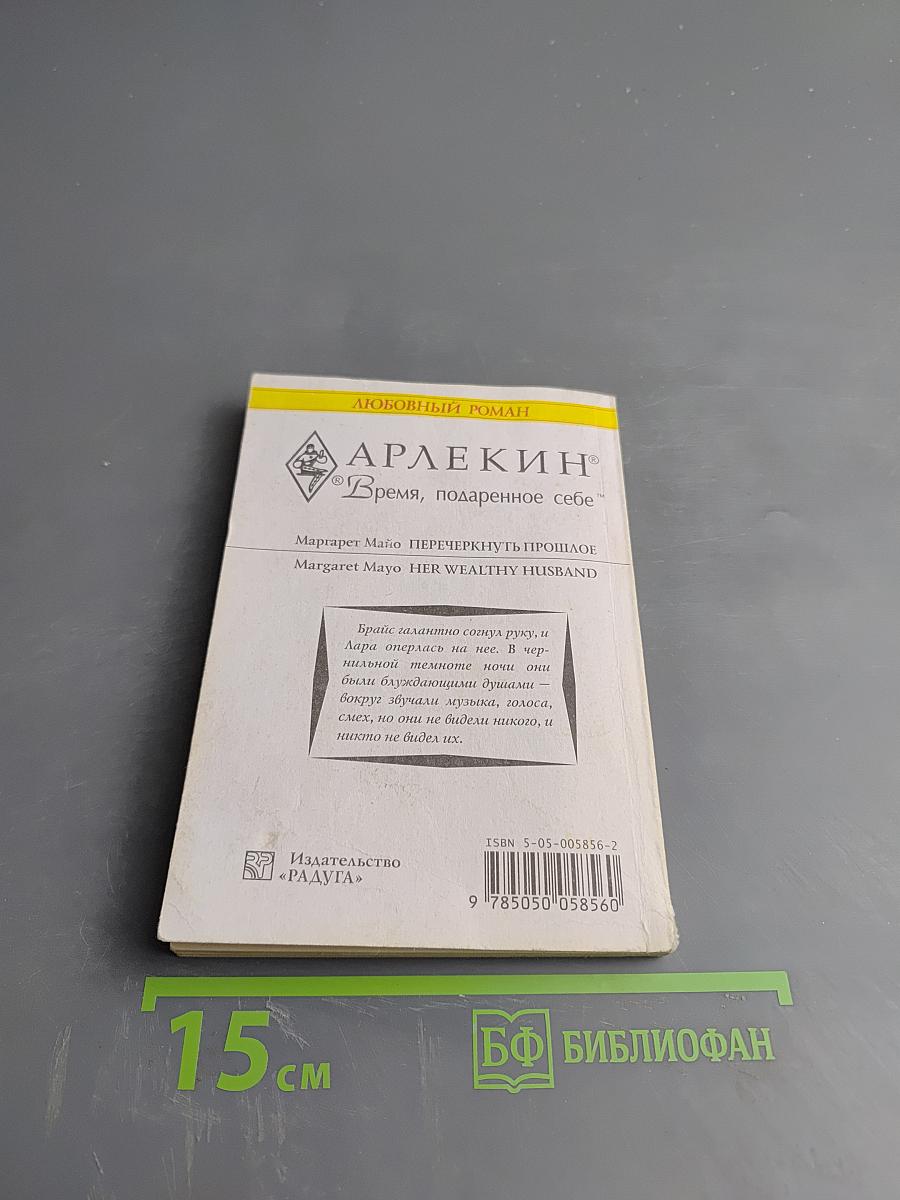 ЛЮБОВНЫЙ РОМАН
АРЛЕКИН®
® Время, подаренное себе™
Маргарет Майо ПЕРЕЧЕРКНУТЬ ПРОШЛОЕ
Margaret Mayo HER WEALTHY HUSBAND
Брайс галантно согнул руку, и
Лара оперлась на нее. В чер-
нильной темноте ночи они
были блуждающими душами —
вокруг звучали музыка, голоса,
смех, но они не видели никого, и
никто не видел их.
Издательство
«РАДУГА»
ISBN 5-05-005856-2
9 785050 058560
15 см
БФ БИБЛИОФАН